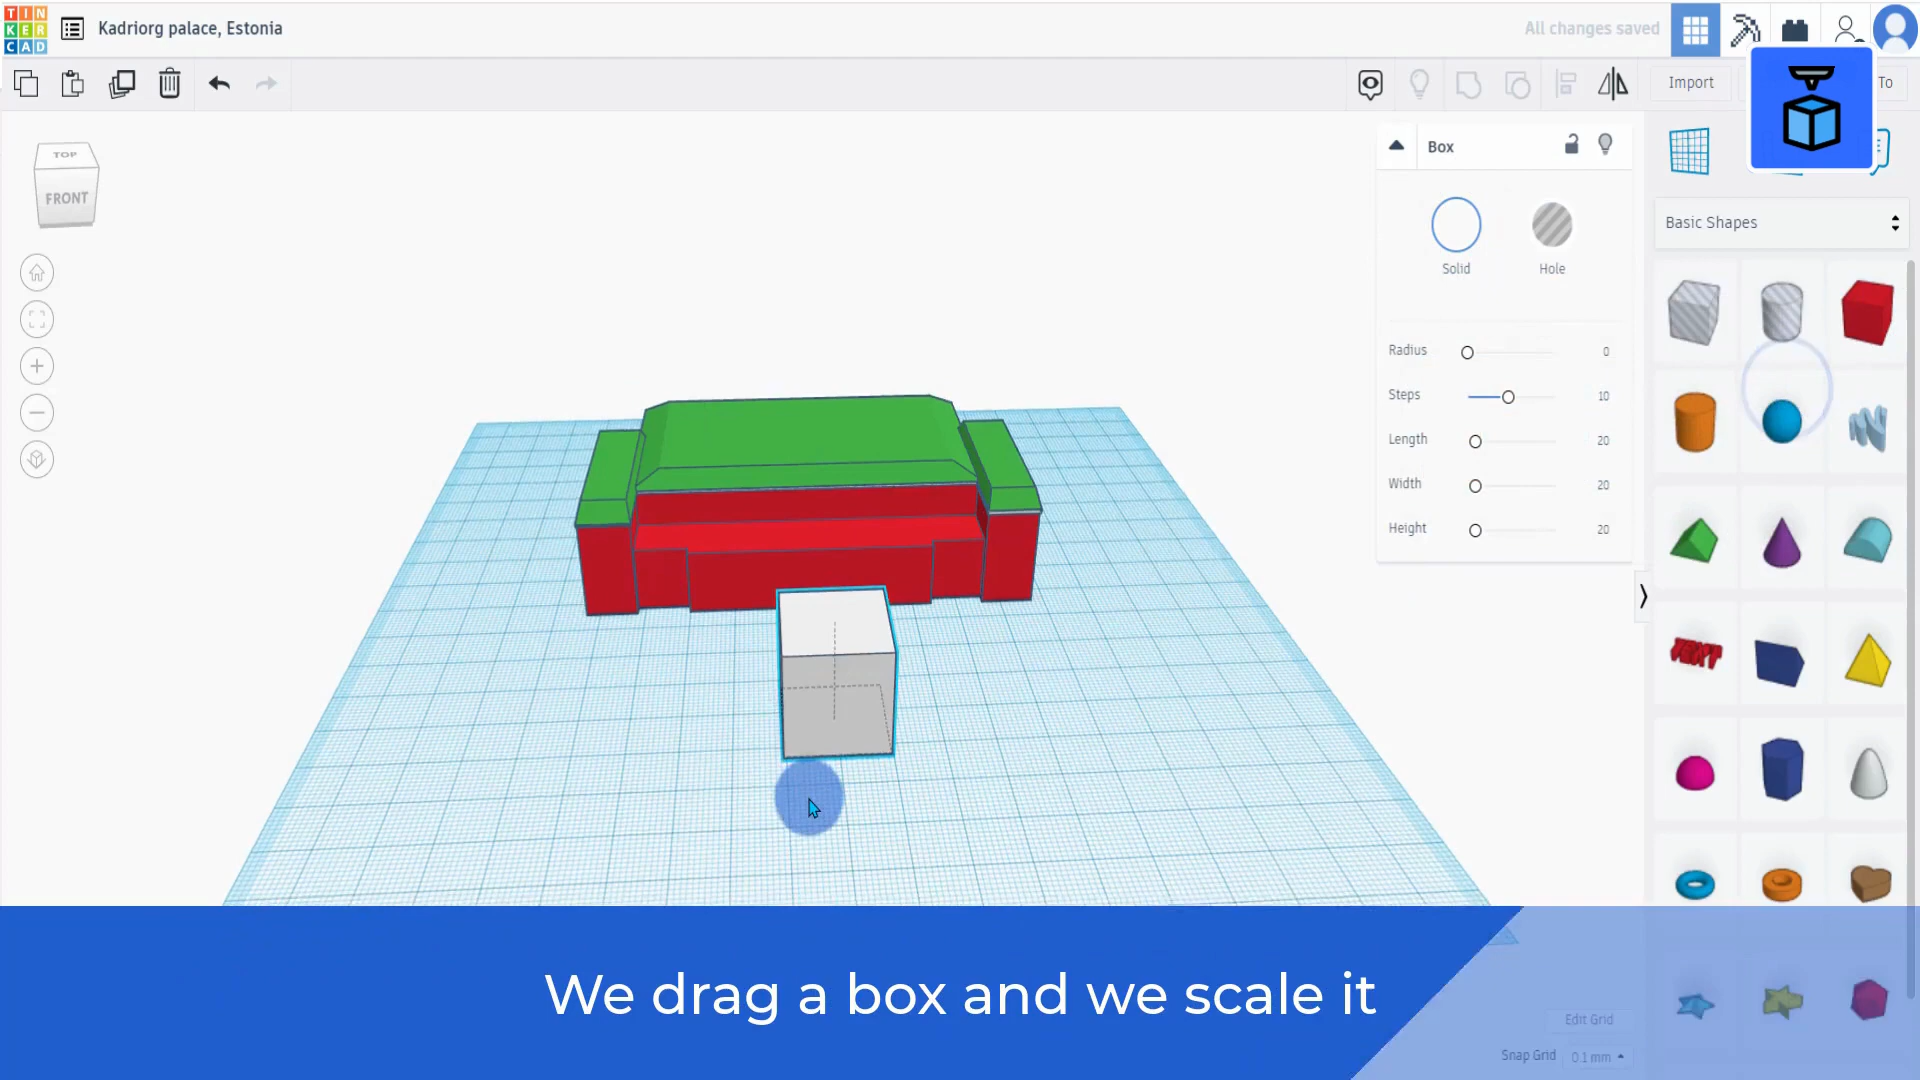 TIN
KER
CAD
Kadriorg palace, Estonia
All changes saved
Import
To
TOP
FRONT
Box
Solid
Hole
Radius 0
Steps 10
Length 20
Width 20
Height 20
Basic Shapes
TEXT
We drag a box and we scale it
Edit Grid
Snap Grid 0.1 mm